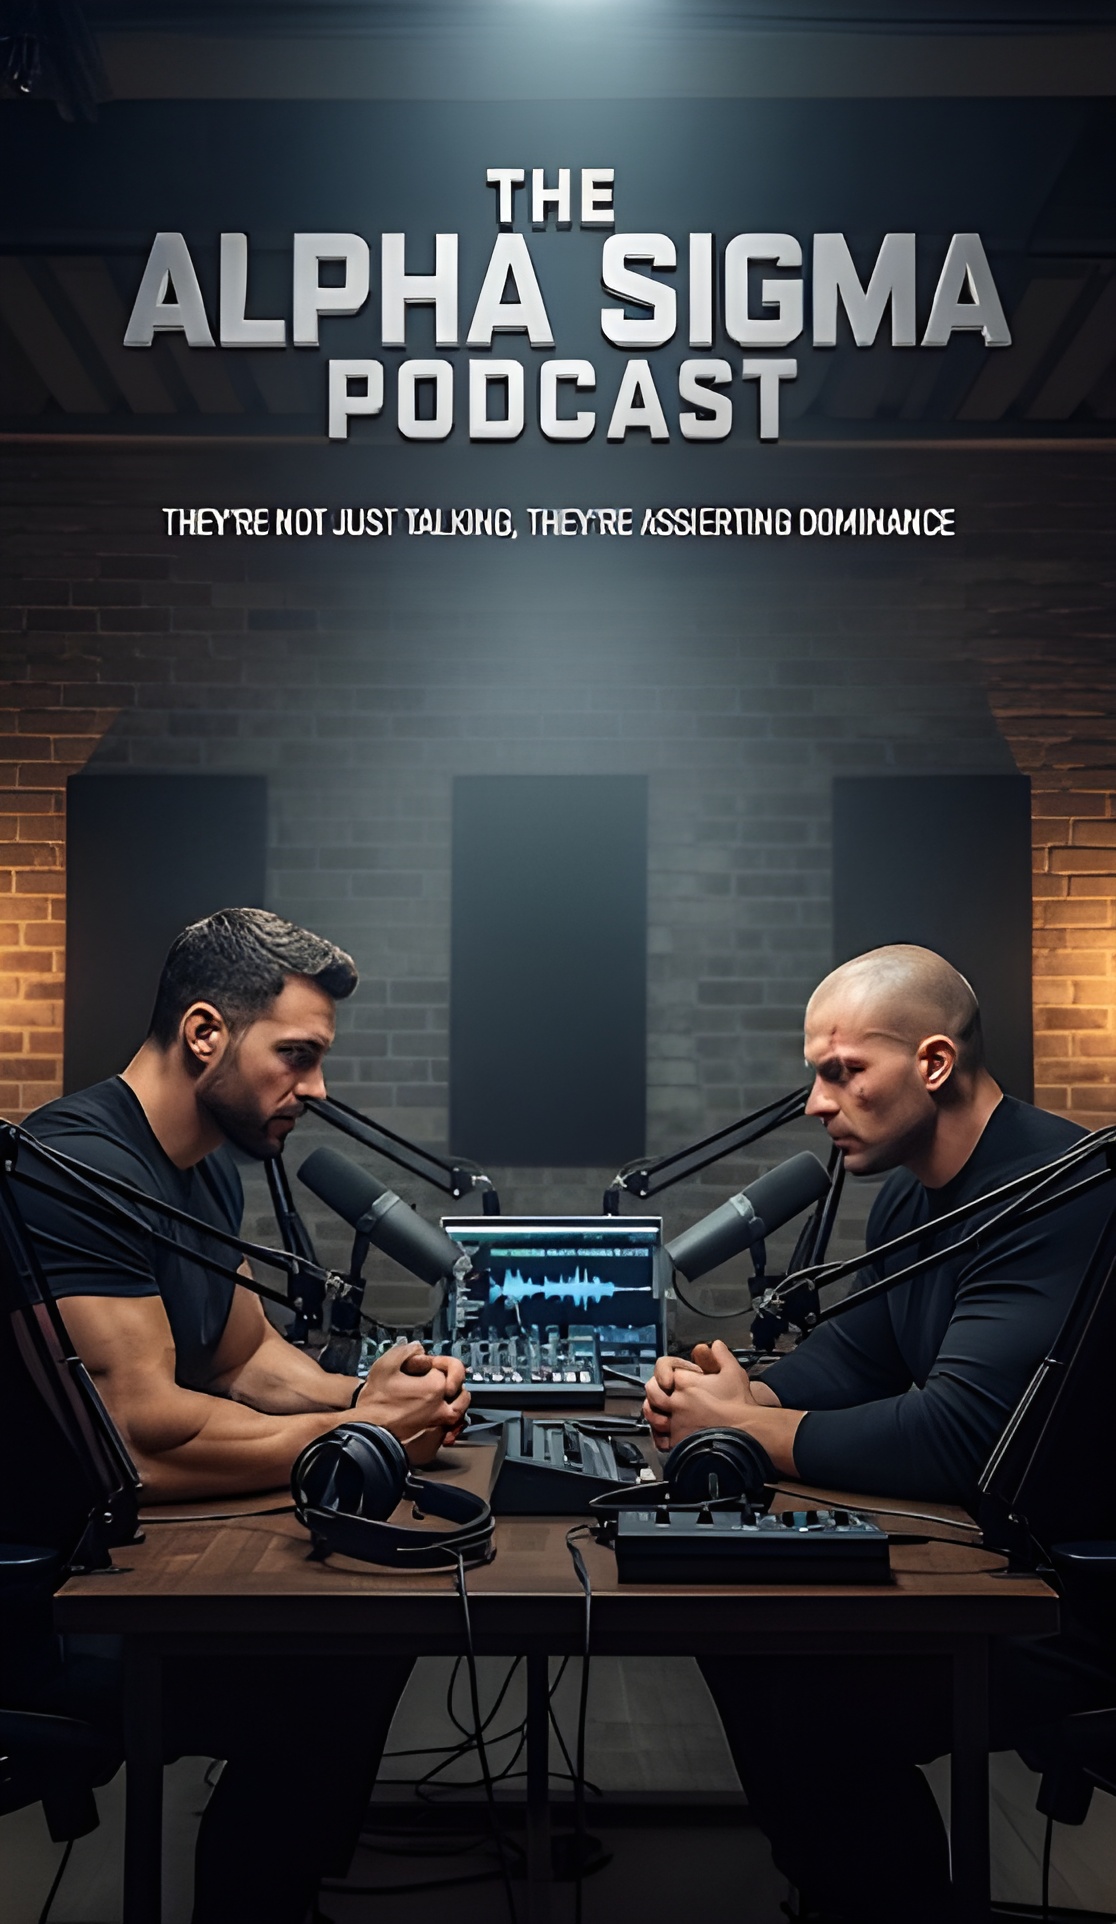 THE
ALPHA SIGMA
PODCAST
THEY'RE NOT JUST TALKING, THEY'RE ASSIERTING DOMINANCE